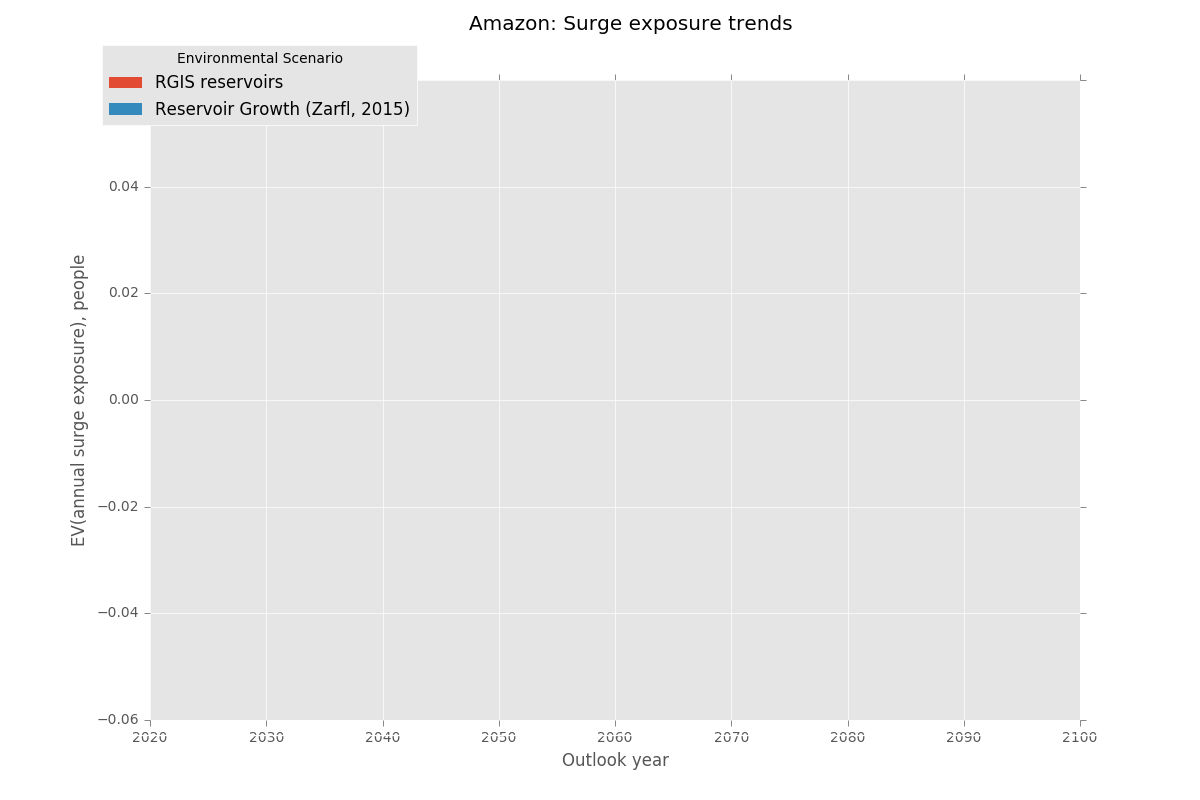 Amazon: Surge exposure trends
Environmental Scenario
RGIS reservoirs
Reservoir Growth (Zarfl, 2015)
EV(annual surge exposure), people
0.04
0.02
0.00
−0.02
−0.04
−0.06
2020 2030 2040 2050 2060 2070 2080 2090 2100
Outlook year